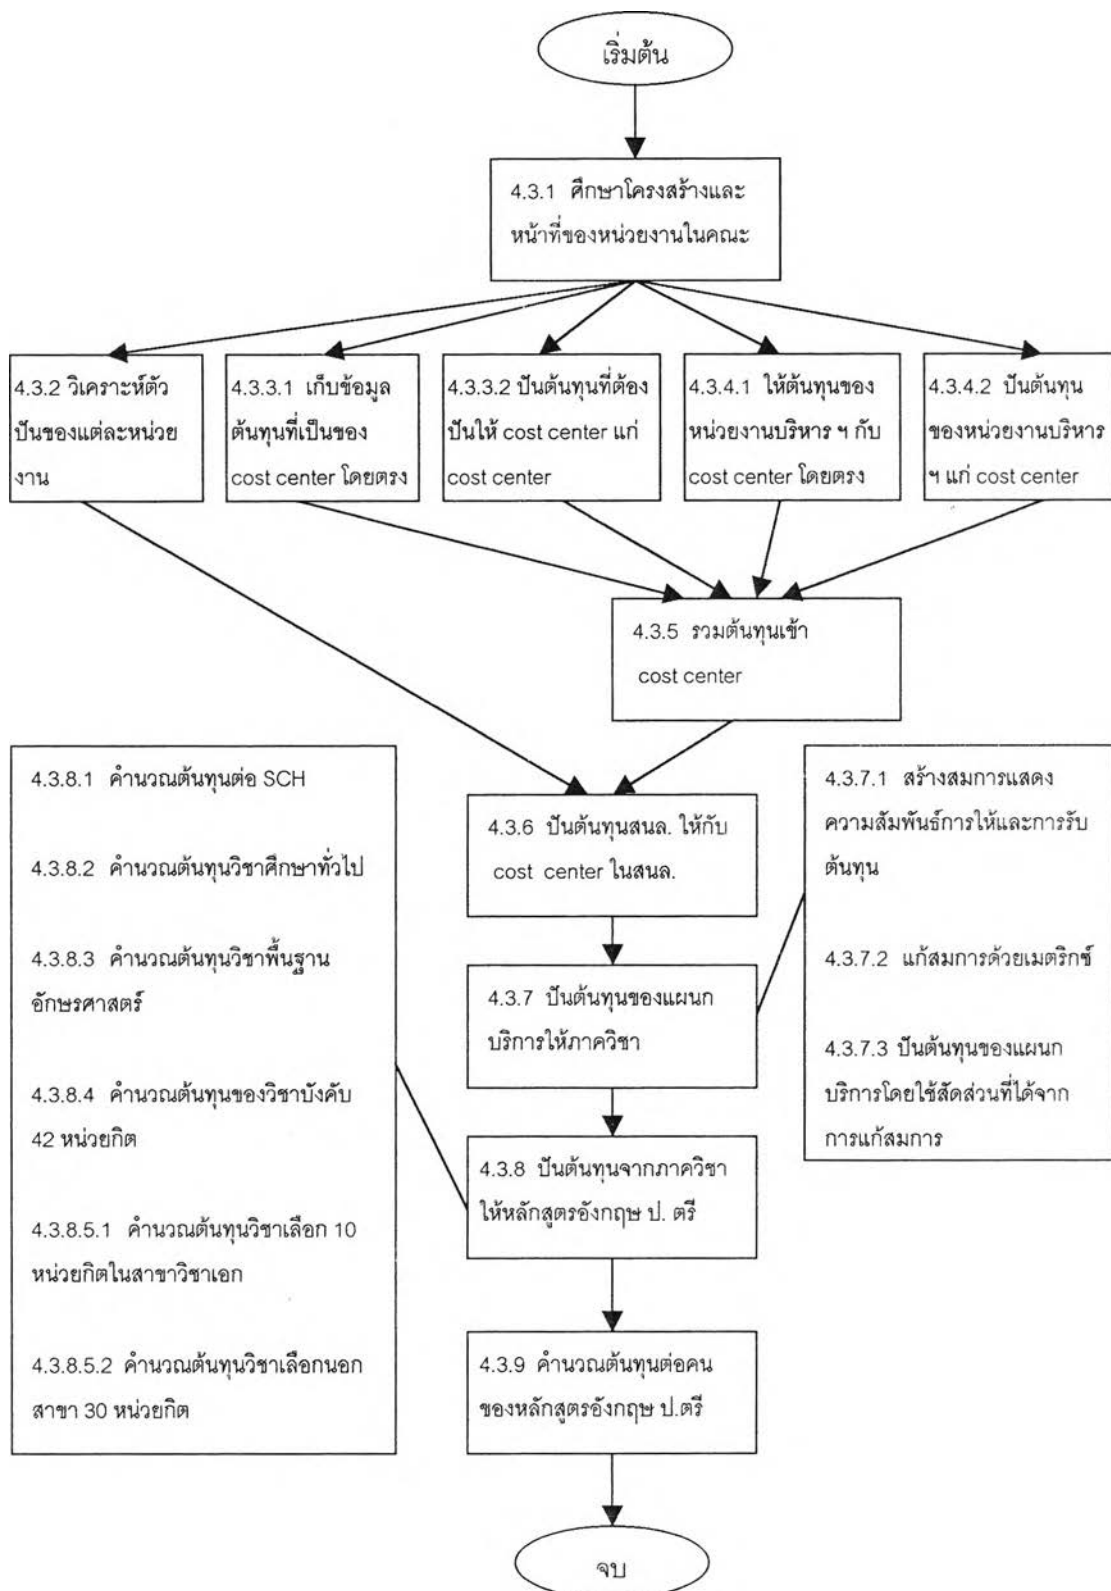 เริ่มต้น
4.3.1 ศึกษาโครงสร้างและ
หน้าที่ของหน่วยงานในคณะ
4.3.2 วิเคราะห์ตัว
ปันของแต่ละหน่วย
งาน
4.3.3.1 เก็บข้อมูล
ต้นทุนที่เป็นของ
cost center โดยตรง
4.3.3.2 ปันต้นทุนที่ต้อง
ปันให้ cost center แก่
cost center
4.3.4.1 ให้ต้นทุนของ
หน่วยงานบริหาร ฯ กับ
cost center โดยตรง
4.3.4.2 ปันต้นทุน
ของหน่วยงานบริหาร
ฯ แก่ cost center
4.3.5 รวมต้นทุนเข้า
cost center
4.3.6 ปันต้นทุนสนล. ให้กับ
cost center ในสนล.
4.3.7 ปันต้นทุนของแผนก
บริการให้ภาควิชา
4.3.7.1 สร้างสมการแสดง
ความสัมพันธ์การให้และการรับ
ต้นทุน
4.3.7.2 แก้สมการด้วยเมตริกซ์
4.3.7.3 ปันต้นทุนของแผนก
บริการโดยใช้สัดส่วนที่ได้จาก
การแก้สมการ
4.3.8 ปันต้นทุนจากภาควิชา
ให้หลักสูตรอังกฤษ ป. ตรี
4.3.8.1 คำนวณต้นทุนต่อ SCH
4.3.8.2 คำนวณต้นทุนวิชาศึกษาทั่วไป
4.3.8.3 คำนวณต้นทุนวิชาพื้นฐาน
อักษรศาสตร์
4.3.8.4 คำนวณต้นทุนของวิชาบังคับ
42 หน่วยกิต
4.3.8.5.1 คำนวณต้นทุนวิชาเลือก 10
หน่วยกิตในสาขาวิชาเอก
4.3.8.5.2 คำนวณต้นทุนวิชาเลือกนอก
สาขา 30 หน่วยกิต
4.3.9 คำนวณต้นทุนต่อคน
ของหลักสูตรอังกฤษ ป.ตรี
จบ